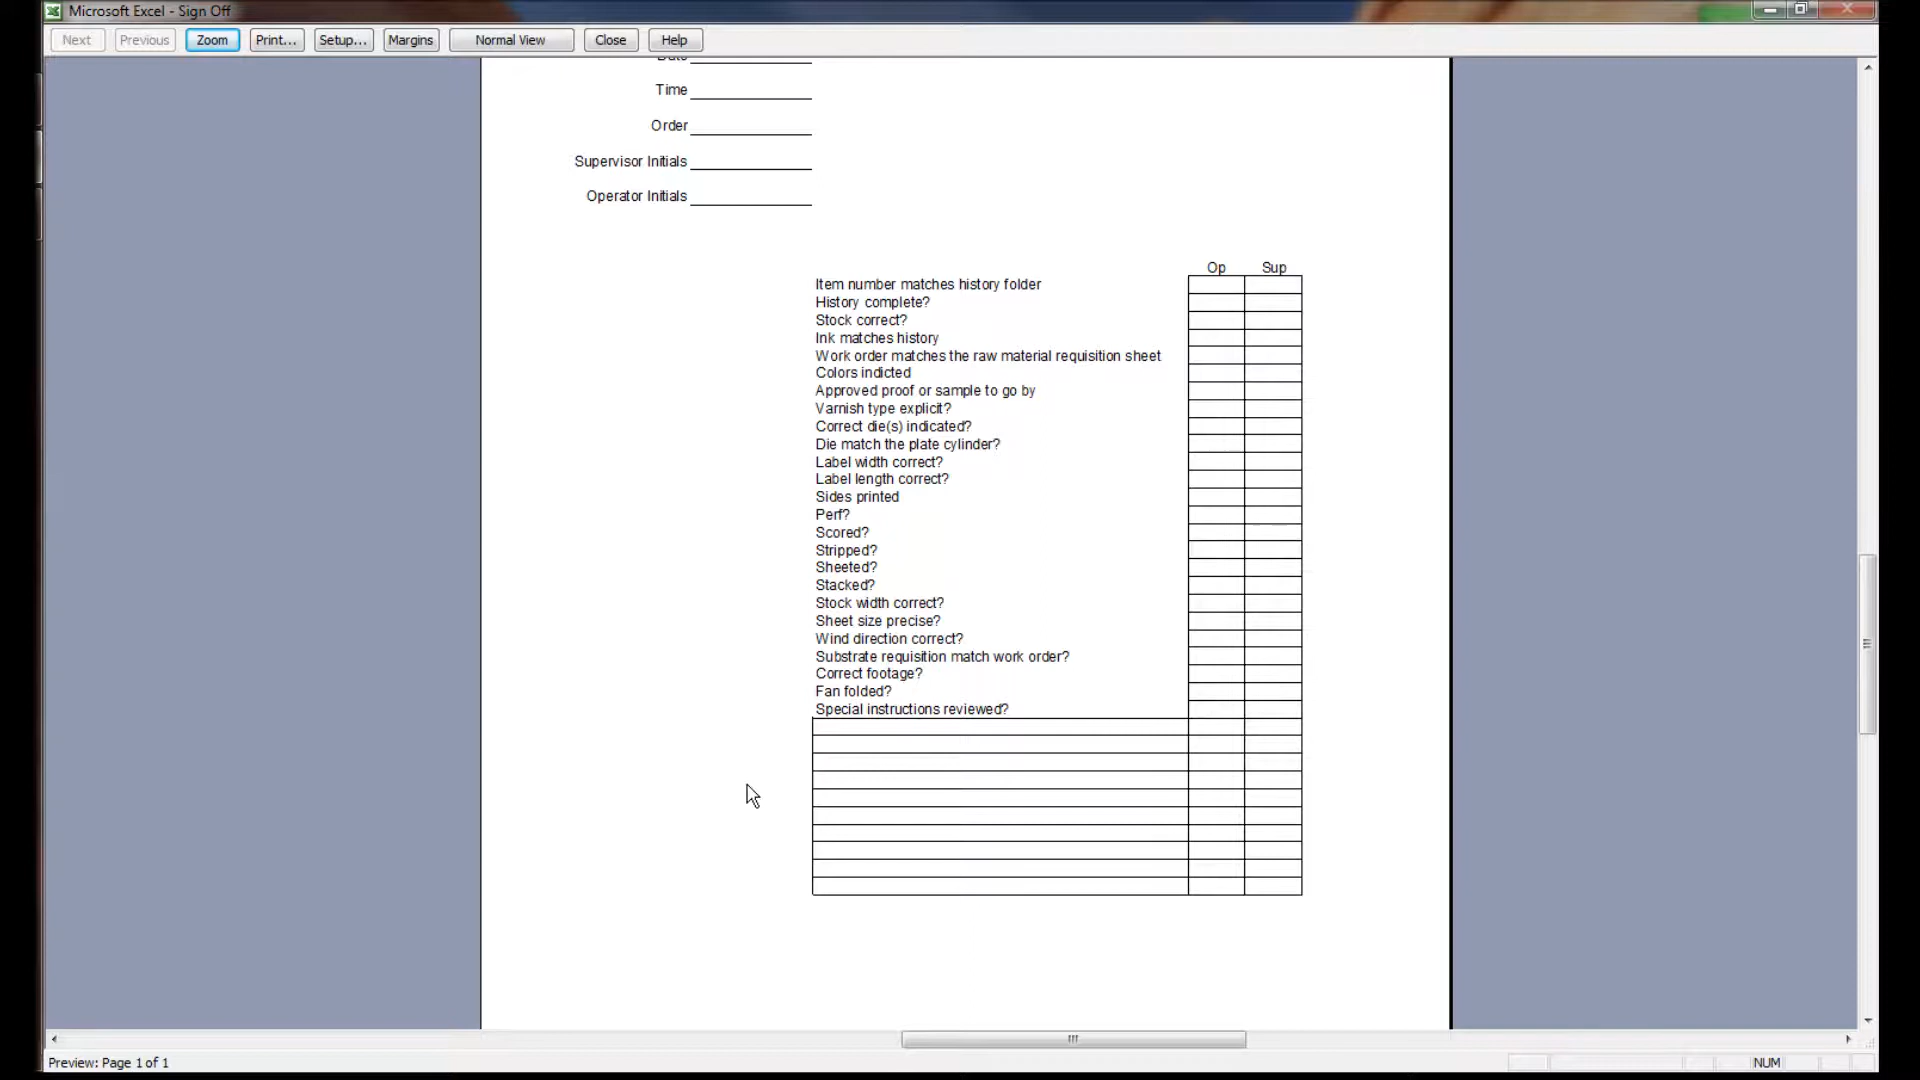 Microsoft Excel - Sign Off
Next Previous Zoom Print... Setup... Margins Normal View Close Help
Date
Time
Order
Supervisor Initials
Operator Initials
Op Sup
Item number matches history folder
History complete?
Stock correct?
Ink matches history
Work order matches the raw material requisition sheet
Colors indicted
Approved proof or sample to go by
Varnish type explicit?
Correct die(s) indicated?
Die match the plate cylinder?
Label width correct?
Label length correct?
Sides printed
Perf?
Scored?
Stripped?
Sheeted?
Stacked?
Stock width correct?
Sheet size precise?
Wind direction correct?
Substrate requisition match work order?
Correct footage?
Fan folded?
Special instructions reviewed?
Preview: Page 1 of 1 NUM